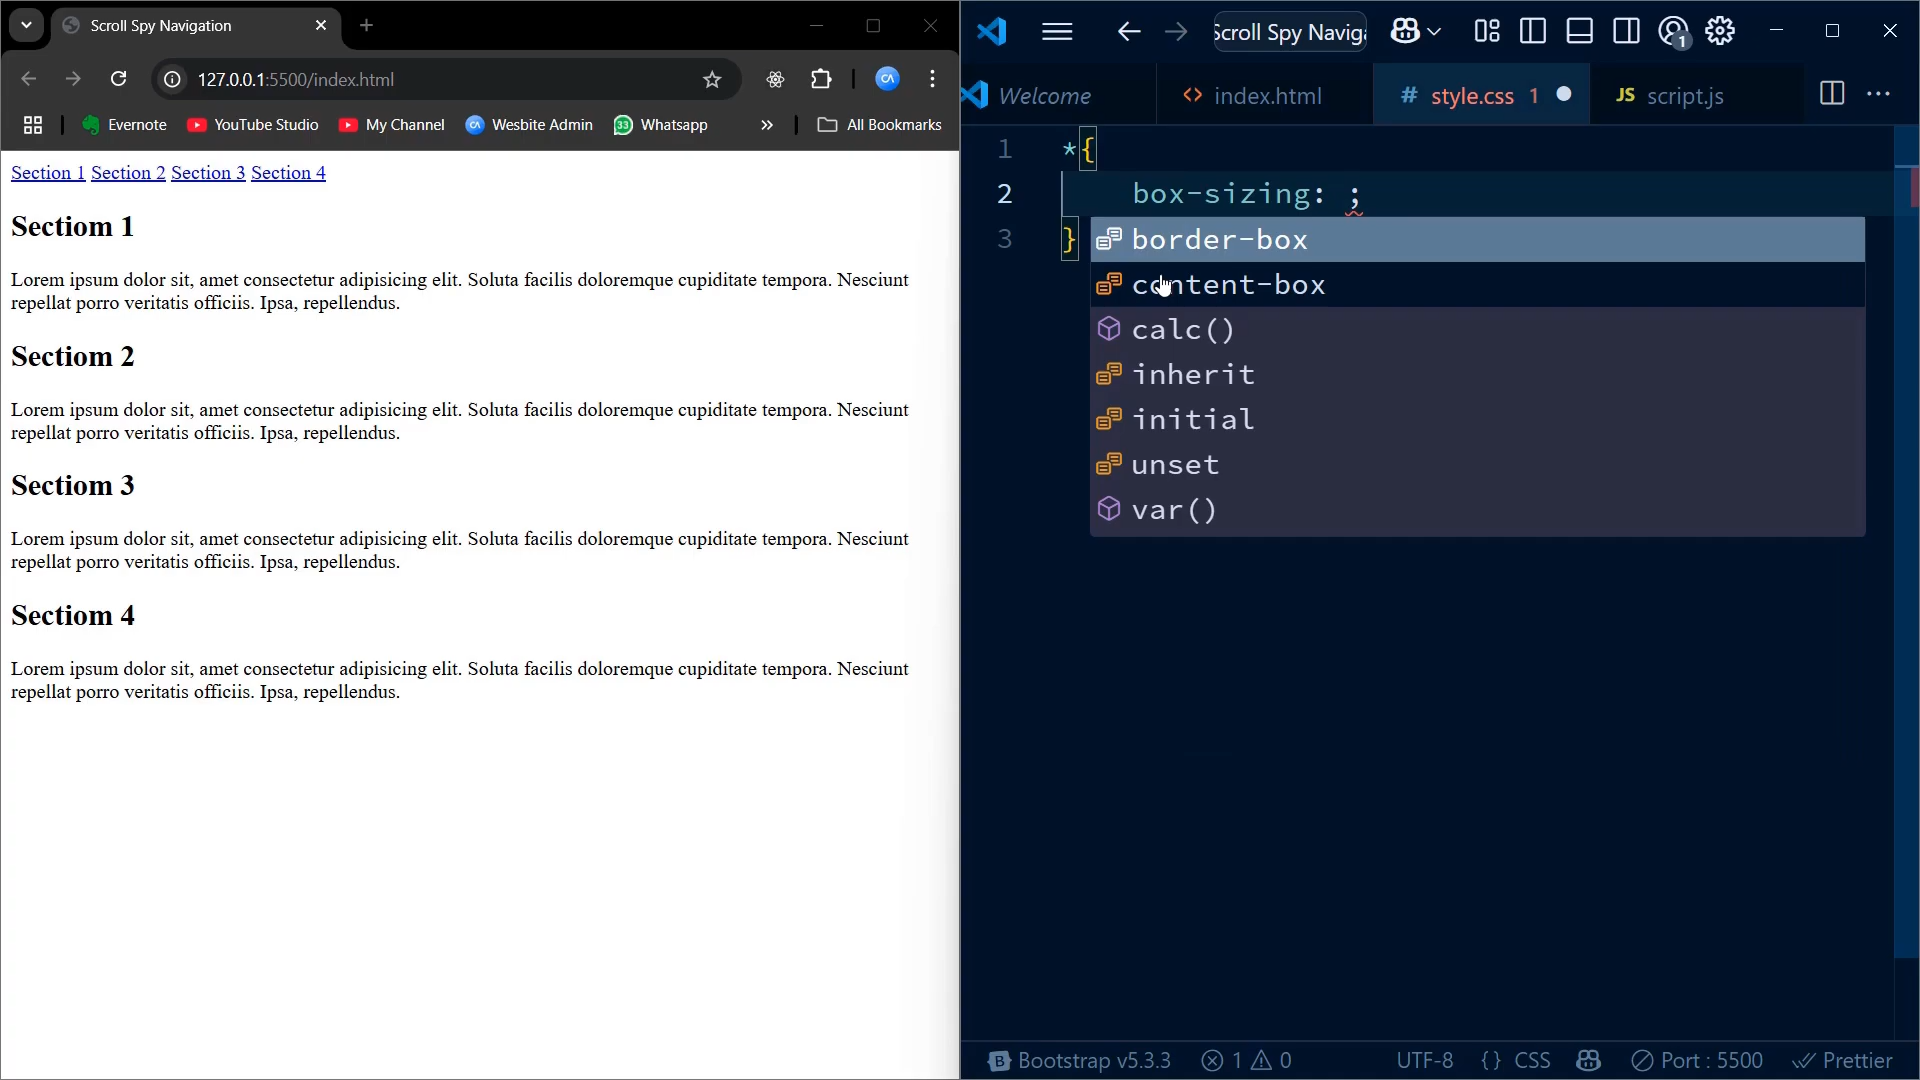 Scroll Spy Navigation
127.0.0.1:5500/index.html
Evernote
YouTube Studio
My Channel
Wesbite Admin
Whatsapp
All Bookmarks
Section 1 Section 2 Section 3 Section 4
Sectiom 1
Lorem ipsum dolor sit, amet consectetur adipisicing elit. Soluta facilis doloremque cupiditate tempora. Nesciunt
repellat porro veritatis officiis. Ipsa, repellendus.
Sectiom 2
Lorem ipsum dolor sit, amet consectetur adipisicing elit. Soluta facilis doloremque cupiditate tempora. Nesciunt
repellat porro veritatis officiis. Ipsa, repellendus.
Sectiom 3
Lorem ipsum dolor sit, amet consectetur adipisicing elit. Soluta facilis doloremque cupiditate tempora. Nesciunt
repellat porro veritatis officiis. Ipsa, repellendus.
Sectiom 4
Lorem ipsum dolor sit, amet consectetur adipisicing elit. Soluta facilis doloremque cupiditate tempora. Nesciunt
repellat porro veritatis officiis. Ipsa, repellendus.
Scroll Spy Naviga
1
Welcome
<> index.html
# style.css 1
JS script.js
1 *{
2 box-sizing: ;
3 }
border-box
content-box
calc()
inherit
initial
unset
var()
Bootstrap v5.3.3
1 0
UTF-8
{} CSS
Port : 5500
Prettier